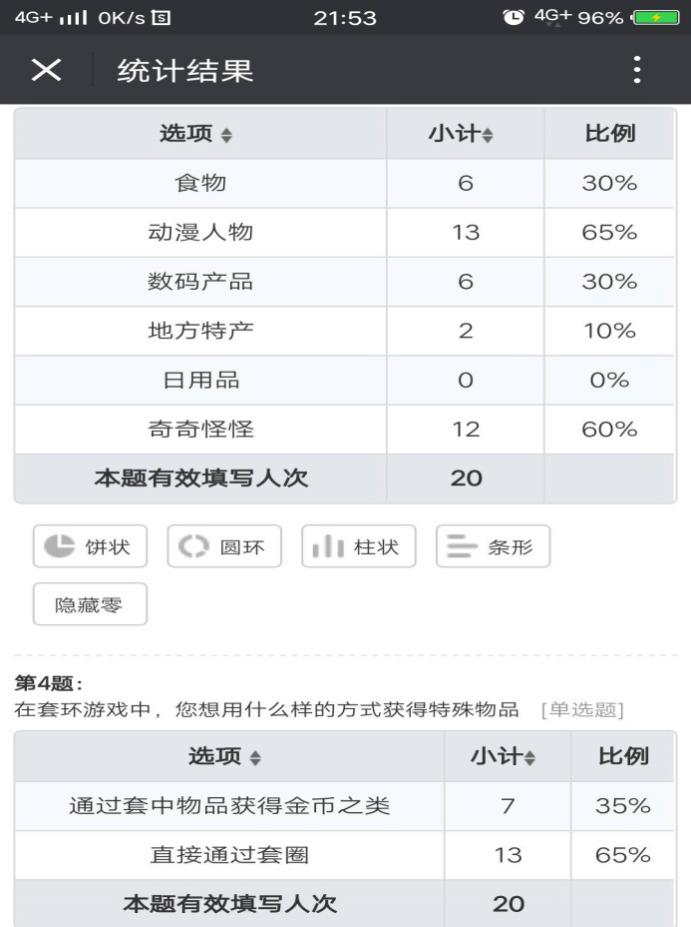 4G+ 0K/s 21:53 4G+ 96%
统计结果
选项 小计 比例
食物 6 30%
动漫人物 13 65%
数码产品 6 30%
地方特产 2 10%
日用品 0 0%
奇奇怪怪 12 60%
本题有效填写人次 20
饼状 圆环 柱状 条形
隐藏零
第4题:
在套环游戏中，您想用什么样的方式获得特殊物品 [单选题]
选项 小计 比例
通过套中物品获得金币之类 7 35%
直接通过套圈 13 65%
本题有效填写人次 20